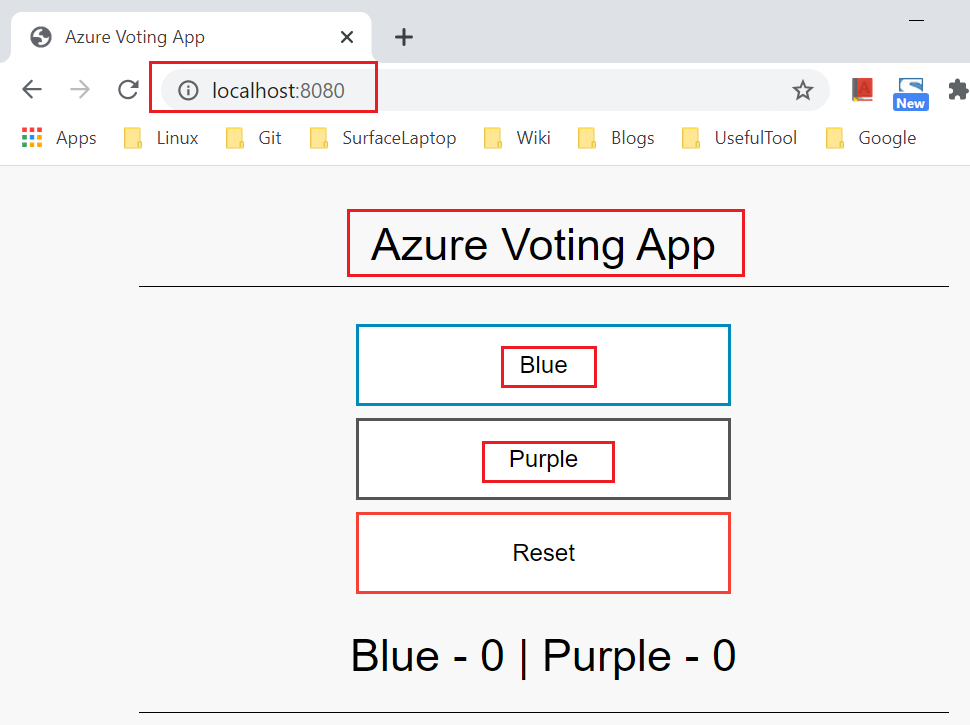 Azure Voting App
localhost:8080
New
Apps Linux Git SurfaceLaptop Wiki Blogs UsefulTool Google
Azure Voting App
Blue
Purple
Reset
Blue - 0 | Purple - 0